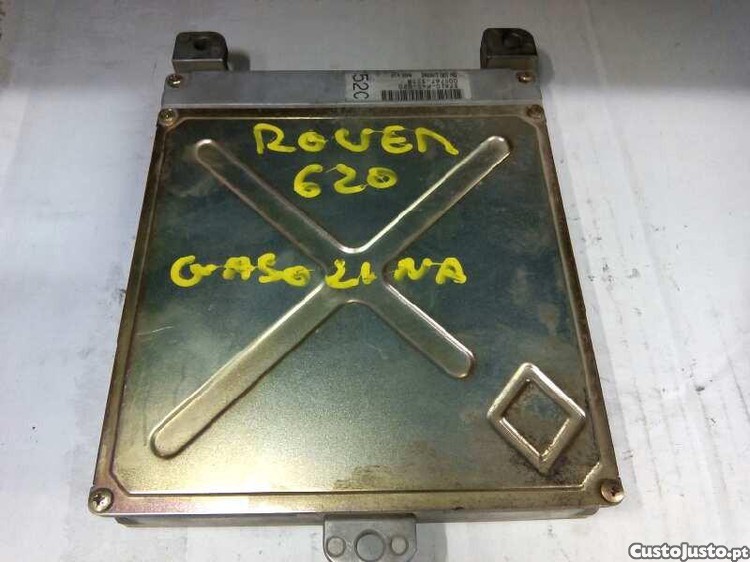 52C
ROVER
620
GASOLINA
CustoJusto.pt